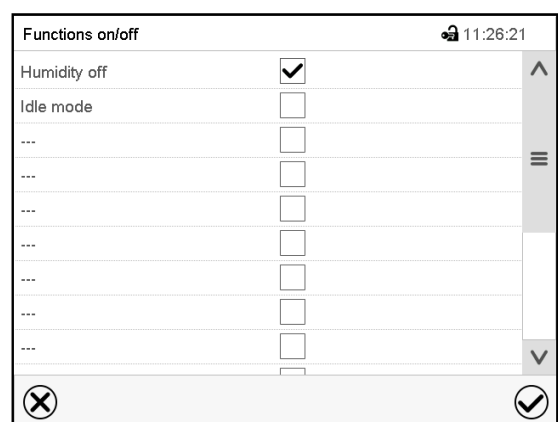 Functions on/off 11:26:21
Humidity off
Idle mode
---
---
---
---
---
---
---